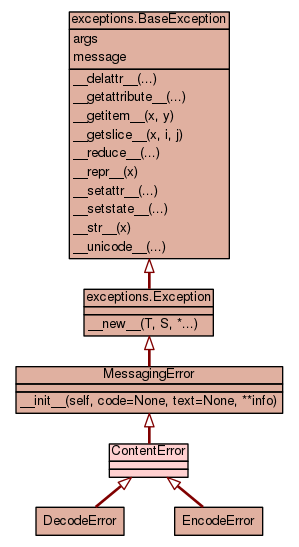 exceptions.BaseException
args
message
__delattr__(...)
__getattribute__(...)
__getitem__(x, y)
__getslice__(x, i, j)
__reduce__(...)
__repr__(x)
__setattr__(...)
__setstate__(...)
__str__(x)
__unicode__(...)
exceptions.Exception
__new__(T, S, *...)
MessagingError
__init__(self, code=None, text=None, **info)
ContentError
DecodeError
EncodeError